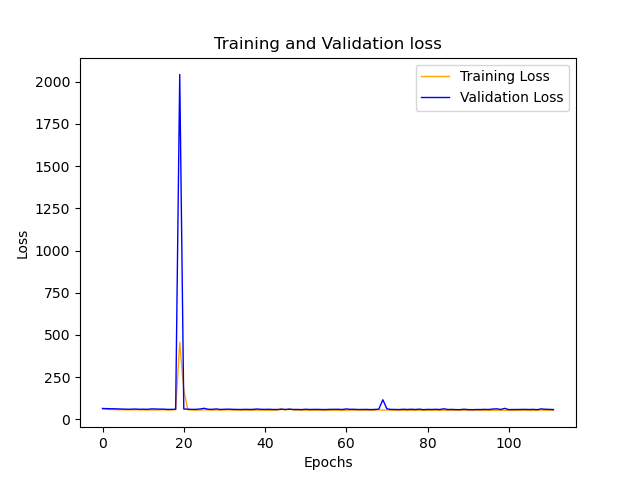 Training and Validation loss
Training Loss
Validation Loss
Loss
2000
1750
1500
1250
1000
750
500
250
0
0 20 40 60 80 100
Epochs